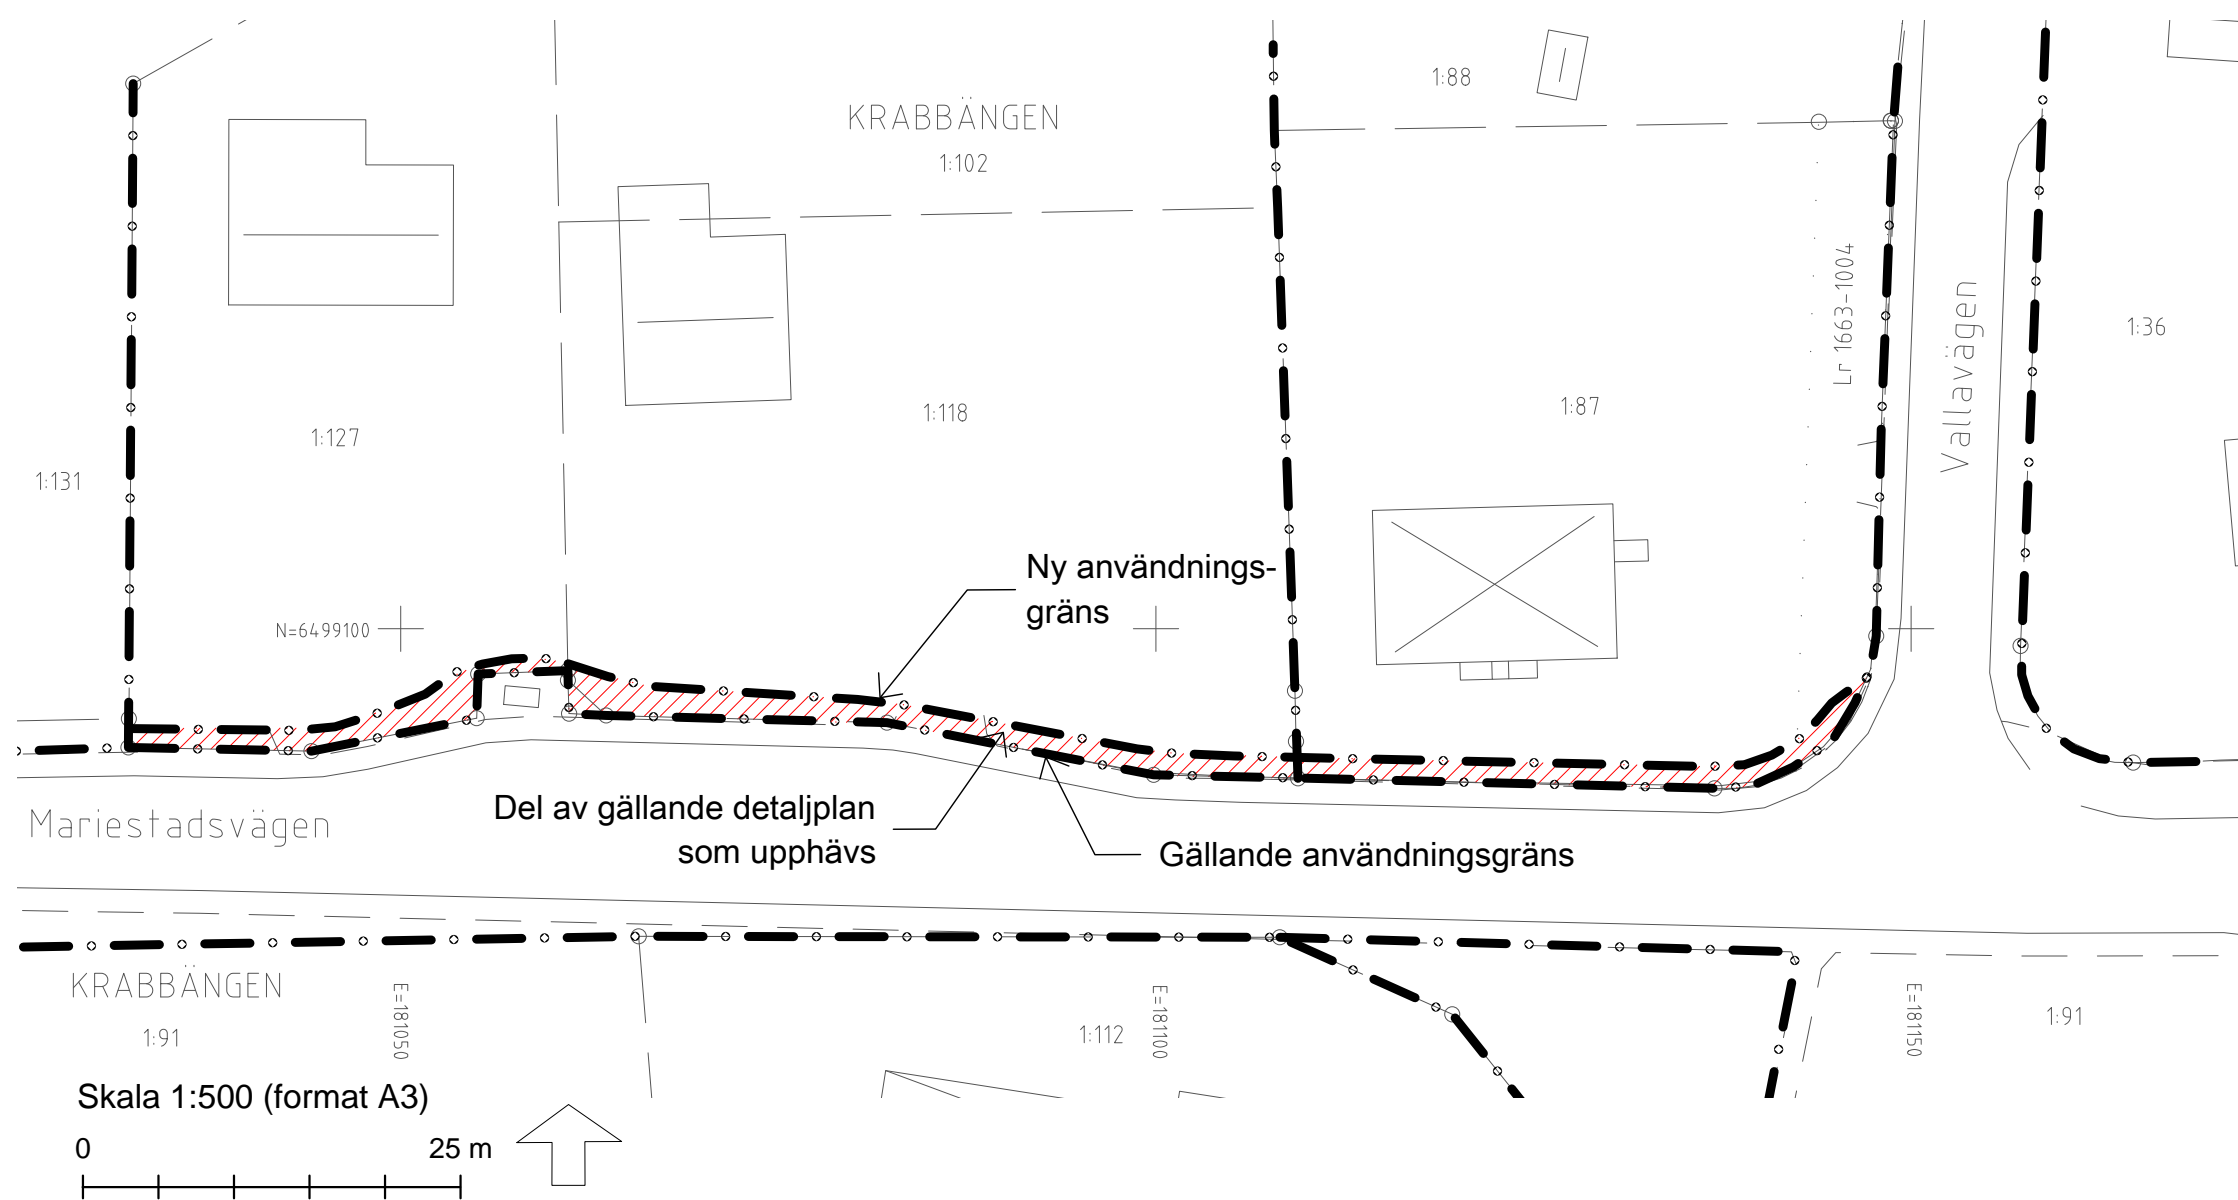 1:88
KRABBÄNGEN
1:102
Lr 1663-1004
Vallavägen
1:36
1:87
1:118
1:127
1:131
Ny användnings-
gräns
N=6499100
Del av gällande detaljplan
som upphävs
Gällande användningsgräns
Mariestadsvägen
KRABBÄNGEN
1:91
E=181050
1:112
E=181100
E=181150
1:91
Skala 1:500 (format A3)
0 25 m